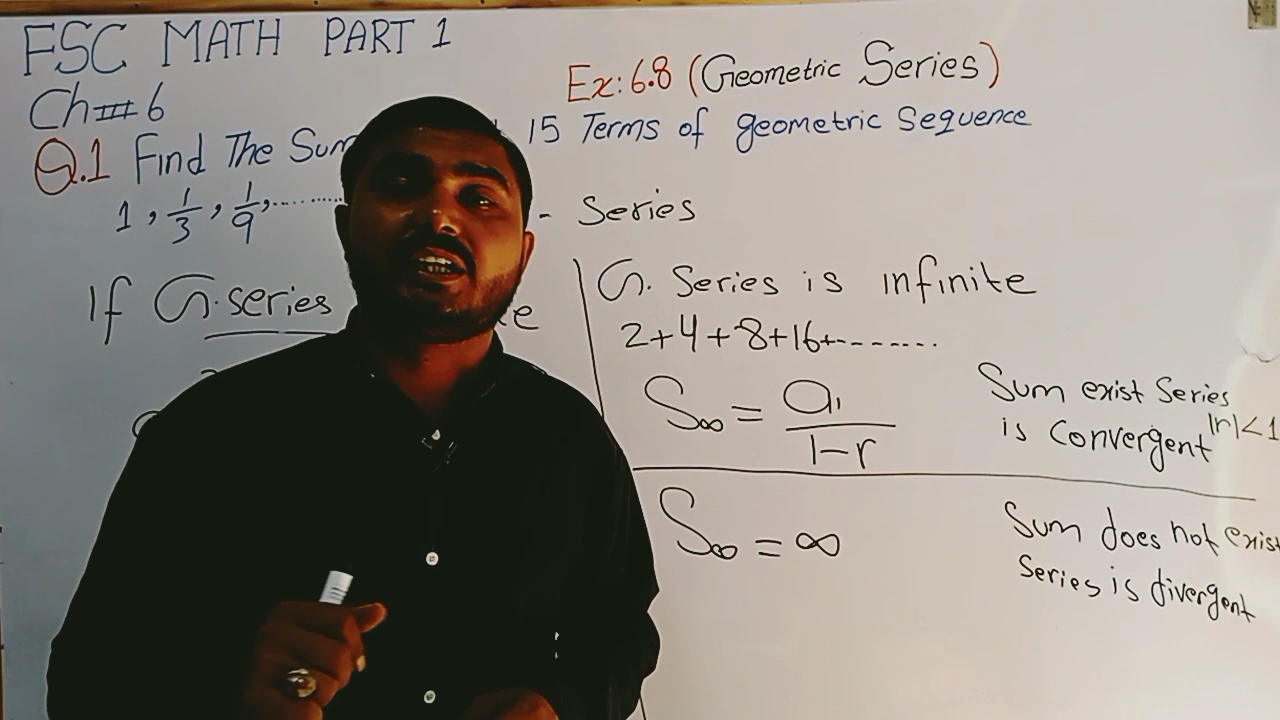 FSC MATH PART 1
Ex: 6.8 (Geometric Series)
Ch # 6
Q.1 Find The Sum 15 Terms of geometric Sequence
1, 1/3, 1/9, ............ - Series
If G. series
G. Series is infinite
2+4+8+16+-------
S∞ = a₁/1-r
Sum exist Series
is convergent |r|<1
S∞ = ∞
Sum does not exist
Series is divergent